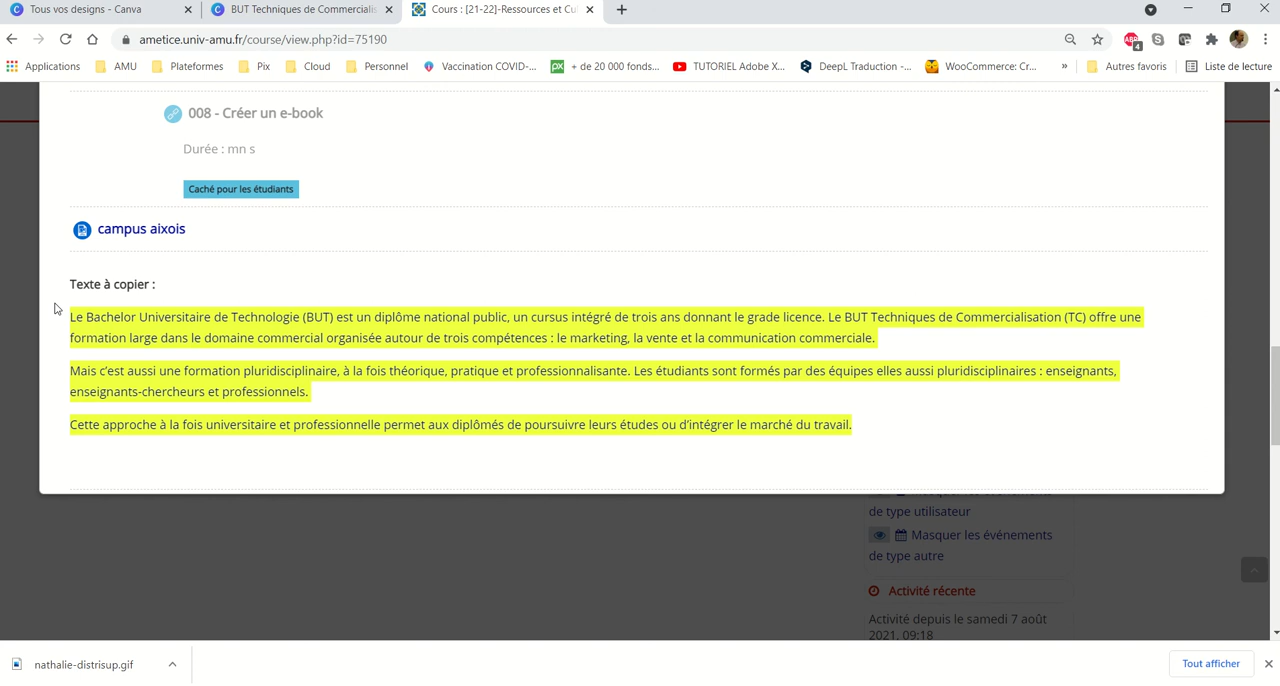 Tous vos designs - Canva
BUT Techniques de Commercialis
Cours : [21-22]-Ressources et Cul
ametice.univ-amu.fr/course/view.php?id=75190
ABP
4
Applications
AMU
Plateformes
Pix
Cloud
Personnel
Vaccination COVID-...
+ de 20 000 fonds...
TUTORIEL Adobe X...
DeepL Traduction -...
WooCommerce: Cr...
»
Autres favoris
Liste de lecture
008 - Créer un e-book
Durée : mn s
Caché pour les étudiants
campus aixois
Texte à copier :
Le Bachelor Universitaire de Technologie (BUT) est un diplôme national public, un cursus intégré de trois ans donnant le grade licence. Le BUT Techniques de Commercialisation (TC) offre une
formation large dans le domaine commercial organisée autour de trois compétences : le marketing, la vente et la communication commerciale.
Mais c’est aussi une formation pluridisciplinaire, à la fois théorique, pratique et professionnalisante. Les étudiants sont formés par des équipes elles aussi pluridisciplinaires : enseignants,
enseignants-chercheurs et professionnels.
Cette approche à la fois universitaire et professionnelle permet aux diplômés de poursuivre leurs études ou d’intégrer le marché du travail.
de type utilisateur
Masquer les événements
de type autre
Activité récente
Activité depuis le samedi 7 août
2021, 09:18
nathalie-distrisup.gif
Tout afficher